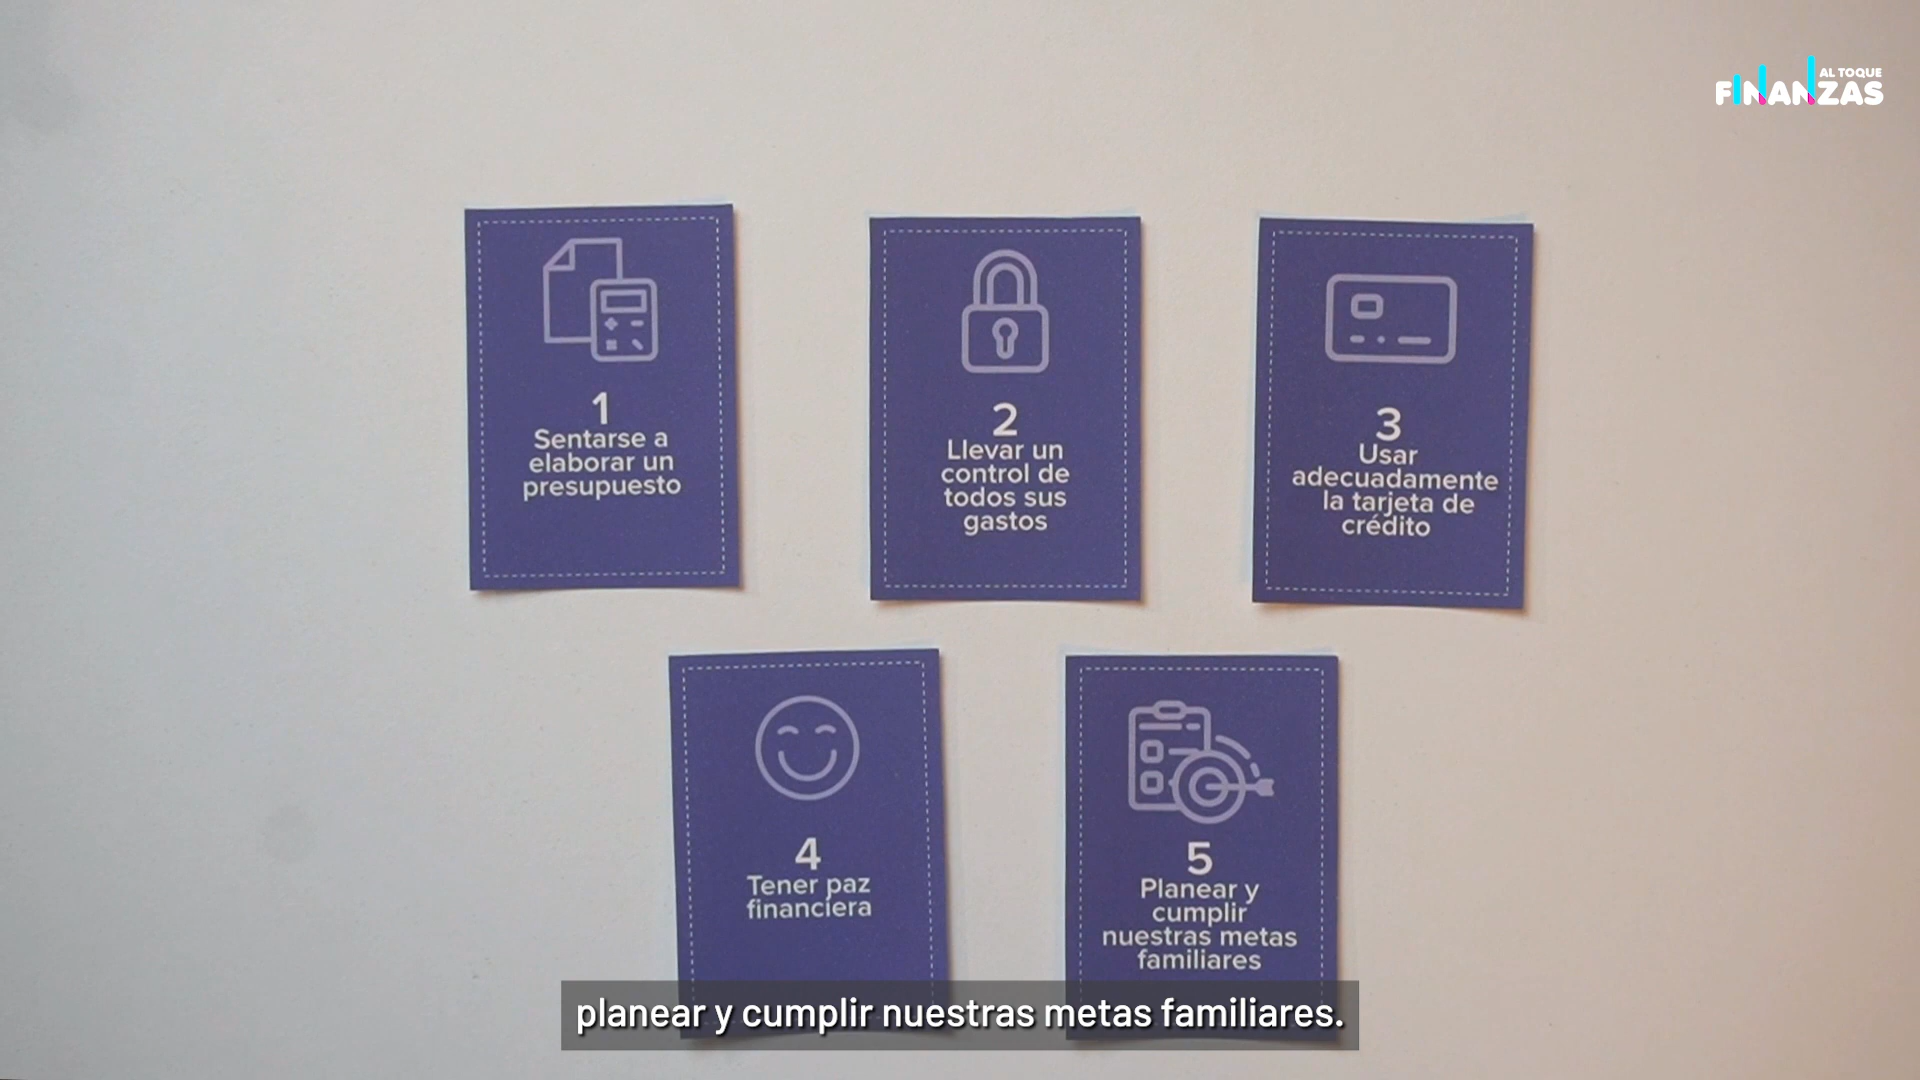 AL TOQUE
FINANZAS
1
Sentarse a
elaborar un
presupuesto
2
Llevar un
control de
todos sus
gastos
3
Usar
adecuadamente
la tarjeta de
crédito
4
Tener paz
financiera
5
Planear y
cumplir
nuestras metas
familiares
planear y cumplir nuestras metas familiares.